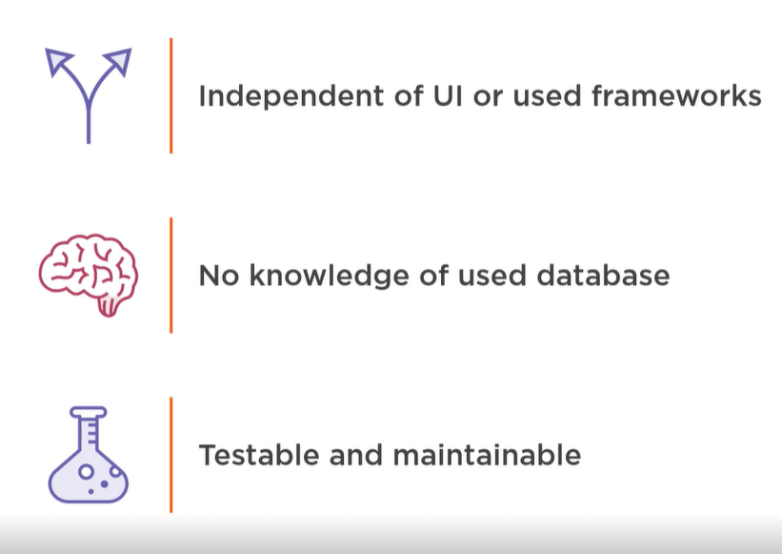 Independent of UI or used frameworks
No knowledge of used database
Testable and maintainable